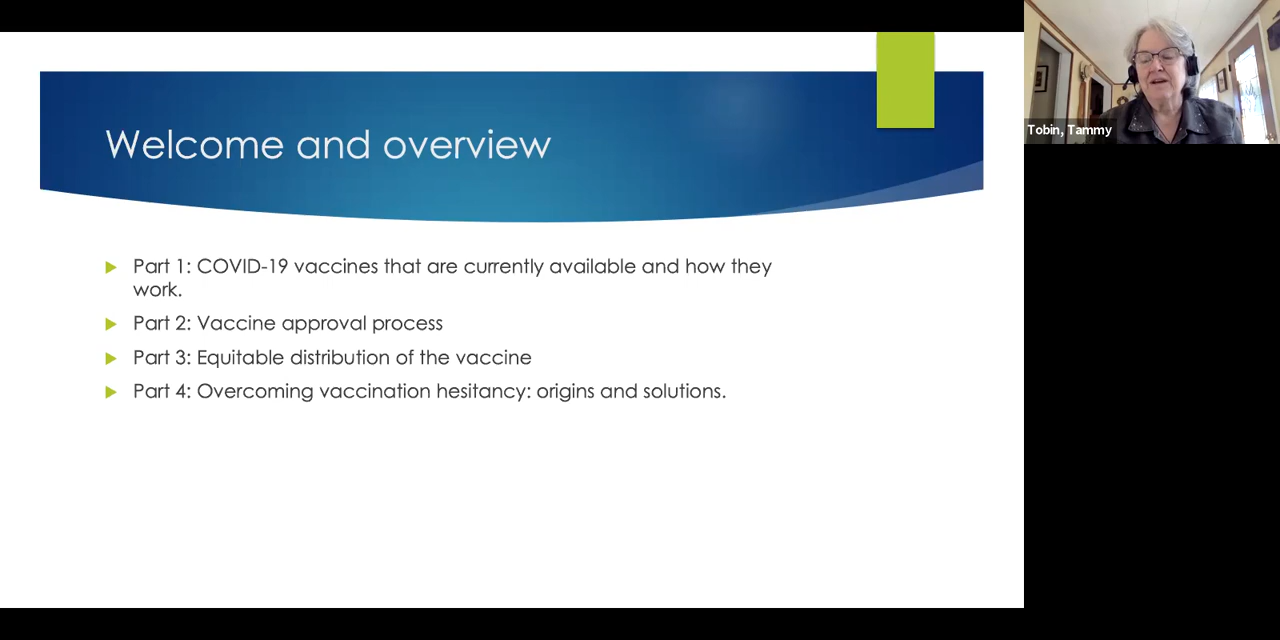 Welcome and overview
Part 1: COVID-19 vaccines that are currently available and how they
work.
Part 2: Vaccine approval process
Part 3: Equitable distribution of the vaccine
Part 4: Overcoming vaccination hesitancy: origins and solutions.
Tobin, Tammy